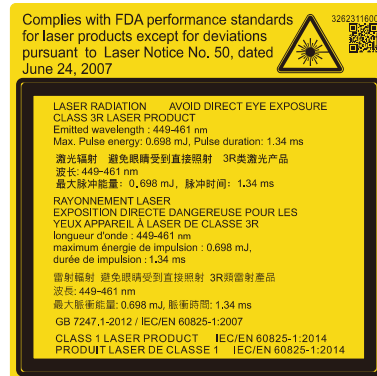 Complies with FDA performance standards
for laser products except for deviations
pursuant to Laser Notice No. 50, dated
June 24, 2007
326231160
LASER RADIATION AVOID DIRECT EYE EXPOSURE
CLASS 3R LASER PRODUCT
Emitted wavelength : 449-461 nm
Max. Pulse energy: 0.698 mJ, Pulse duration: 1.34 ms
激光辐射 避免眼睛受到直接照射 3R类激光产品
波长: 449-461 nm
最大脉冲能量: 0.698 mJ, 脉冲时间: 1.34 ms
RAYONNEMENT LASER
EXPOSITION DIRECTE DANGEREUSE POUR LES
YEUX APPAREIL À LASER DE CLASSE 3R
longueur d'onde : 449-461 nm
maximum énergie de impulsion : 0.698 mJ,
durée de impulsion : 1.34 ms
雷射輻射 避免眼睛受到直接照射 3R類雷射產品
波長: 449-461 nm
最大脈衝能量: 0.698 mJ, 脈衝時間: 1.34 ms
GB 7247.1-2012 / IEC/EN 60825-1:2007
CLASS 1 LASER PRODUCT IEC/EN 60825-1:2014
PRODUIT LASER DE CLASSE 1 IEC/EN 60825-1:2014